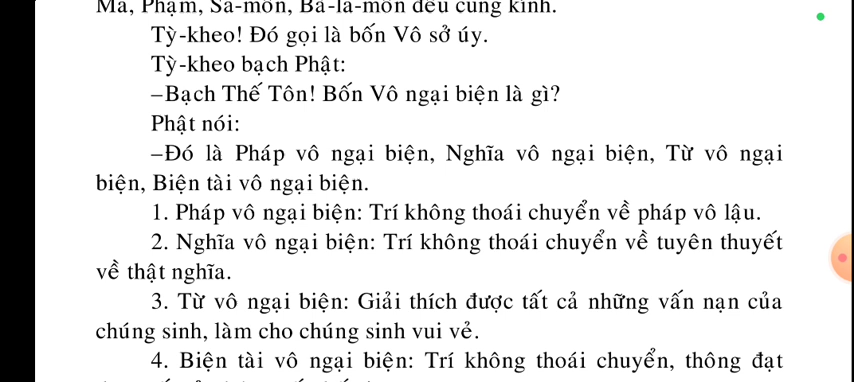 Ma, Phạm, Sa-môn, Bà-la-môn đều cung kính.
Tỳ-kheo! Đó gọi là bốn Vô sở úy.
Tỳ-kheo bạch Phật:
–Bạch Thế Tôn! Bốn Vô ngại biện là gì?
Phật nói:
–Đó là Pháp vô ngại biện, Nghĩa vô ngại biện, Từ vô ngại
biện, Biện tài vô ngại biện.
1. Pháp vô ngại biện: Trí không thoái chuyển về pháp vô lậu.
2. Nghĩa vô ngại biện: Trí không thoái chuyển về tuyên thuyết
về thật nghĩa.
3. Từ vô ngại biện: Giải thích được tất cả những vấn nạn của
chúng sinh, làm cho chúng sinh vui vẻ.
4. Biện tài vô ngại biện: Trí không thoái chuyển, thông đạt